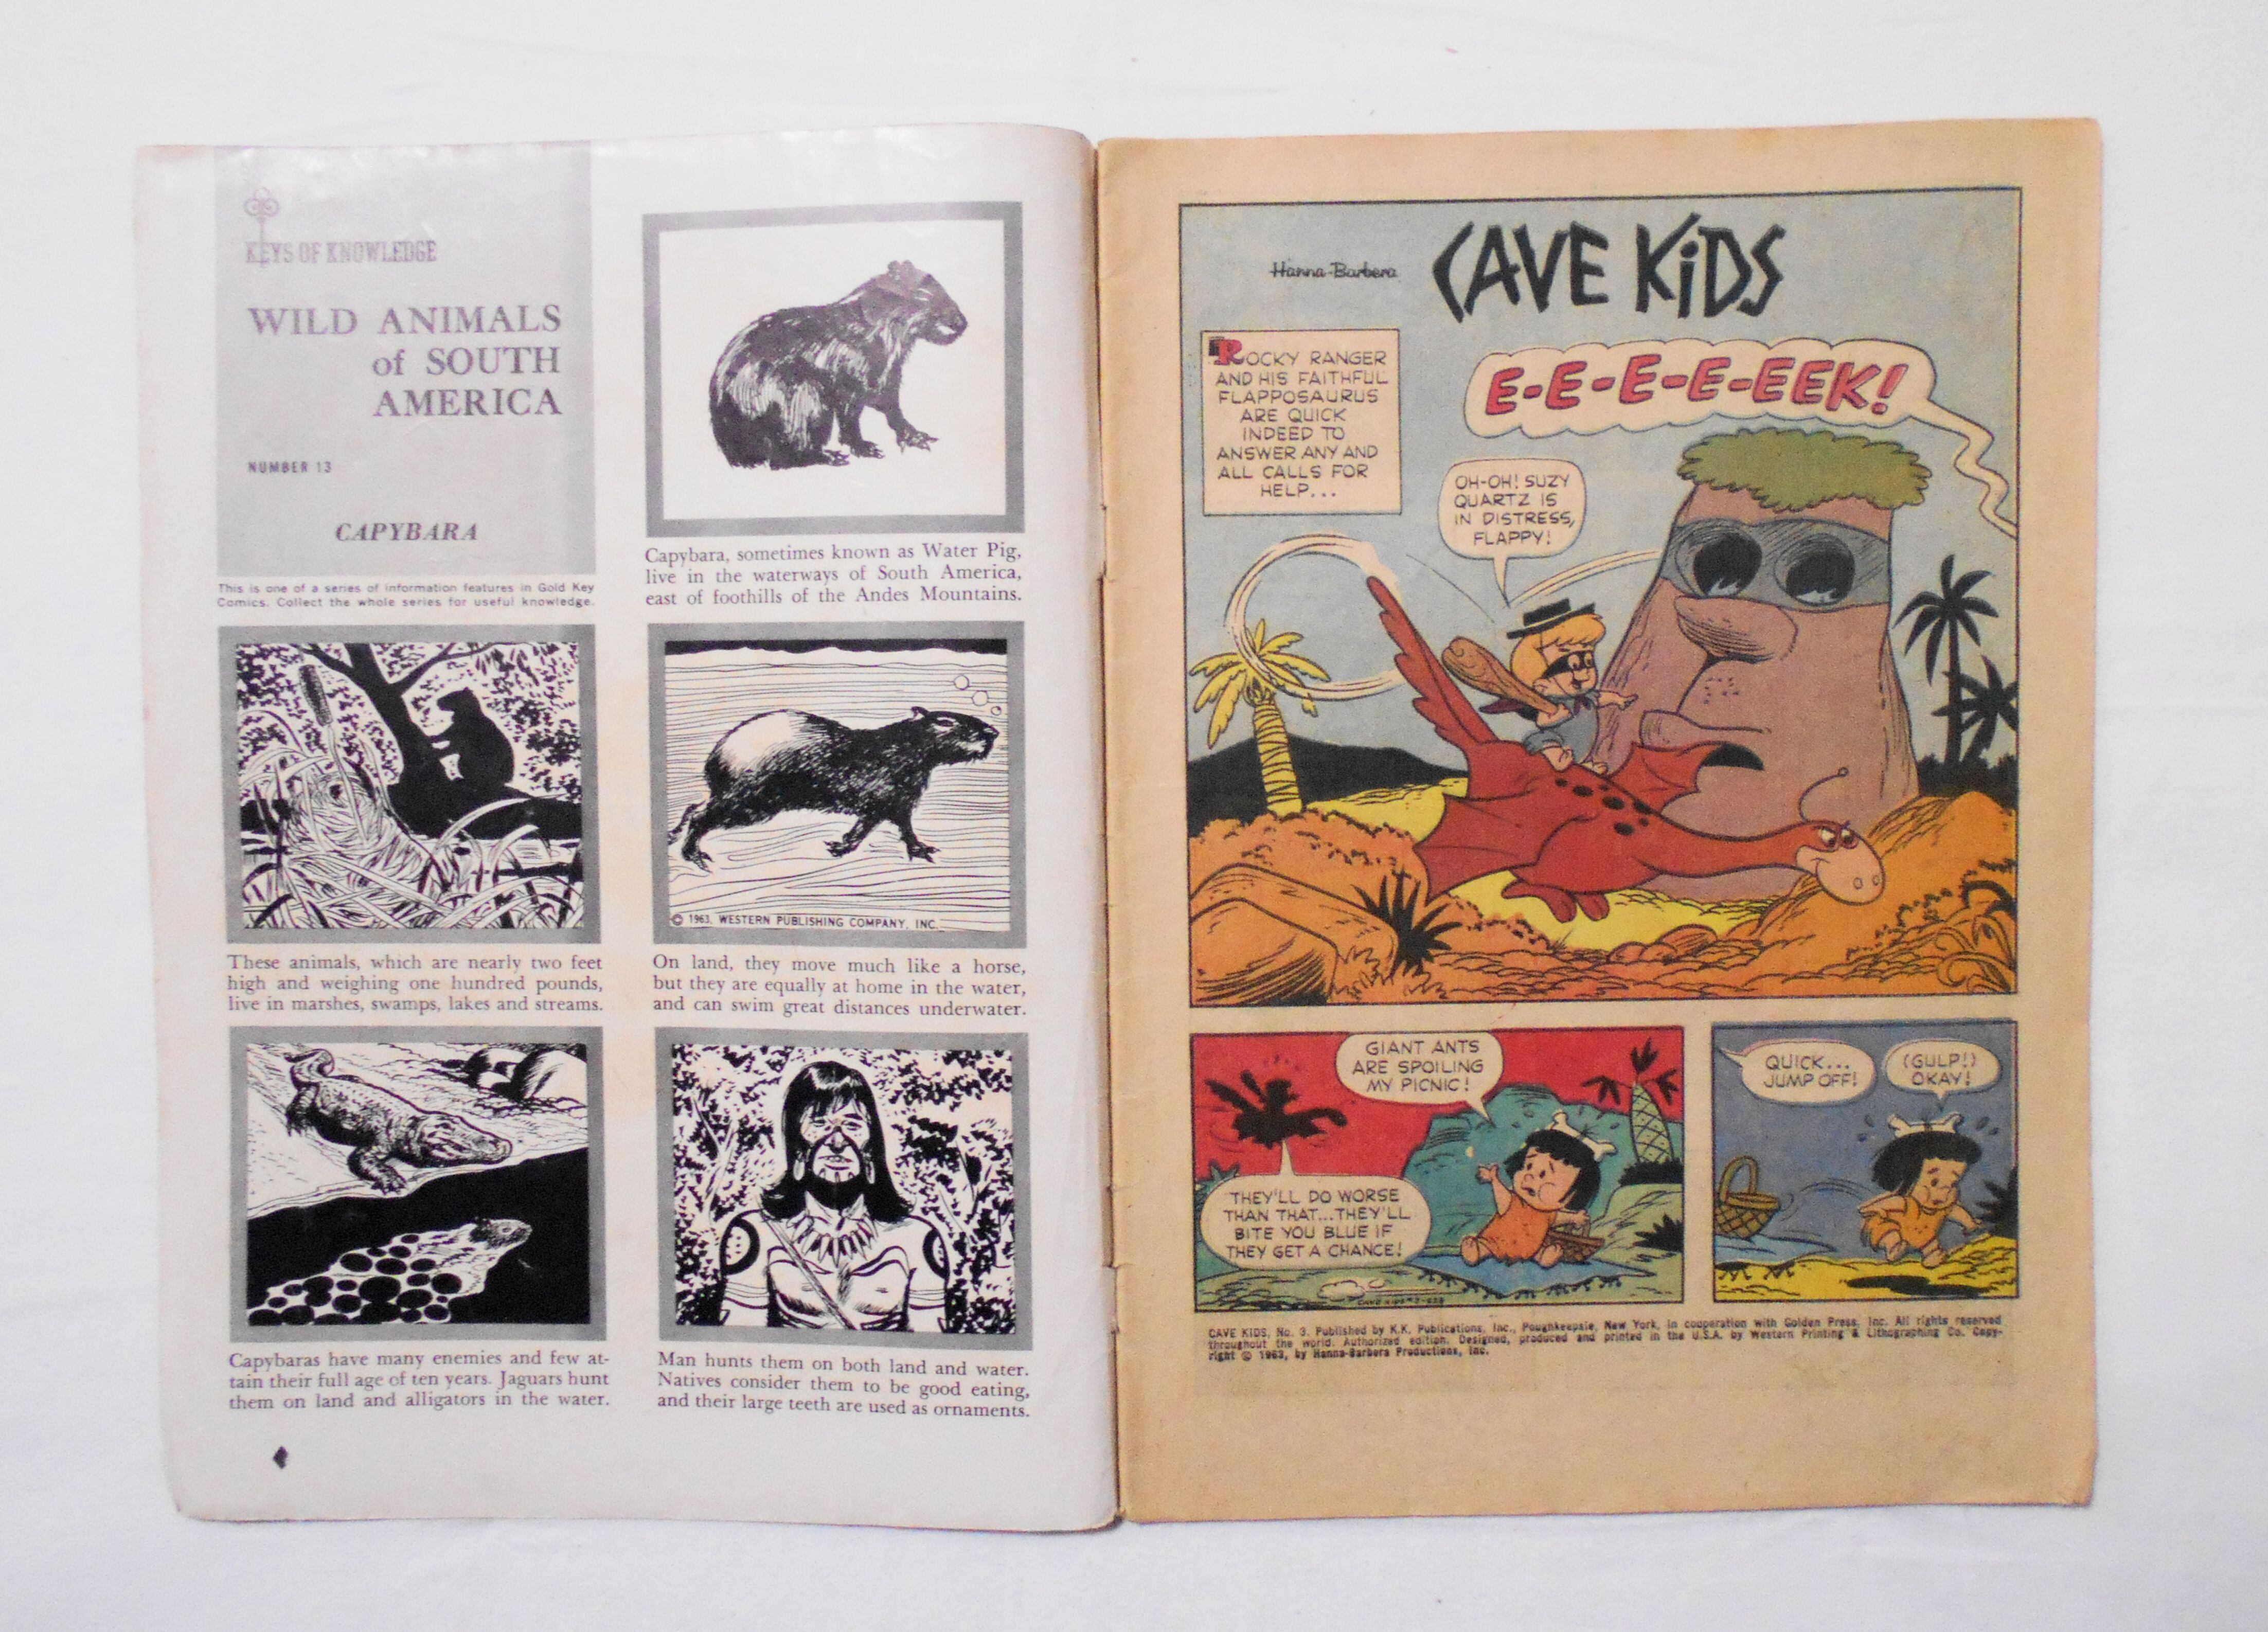 KEYS OF KNOWLEDGE
WILD ANIMALS
of SOUTH
AMERICA
NUMBER 13
CAPYBARA
This is one of a series of information features in Gold Key
Comics. Collect the whole series for useful knowledge.
Capybara, sometimes known as Water Pig,
live in the waterways of South America,
east of foothills of the Andes Mountains.
These animals, which are nearly two feet
high and weighing one hundred pounds,
live in marshes, swamps, lakes and streams.
© 1963, WESTERN PUBLISHING COMPANY, INC.
On land, they move much like a horse,
but they are equally at home in the water,
and can swim great distances underwater.
Capybaras have many enemies and few at-
tain their full age of ten years. Jaguars hunt
them on land and alligators in the water.
Man hunts them on both land and water.
Natives consider them to be good eating,
and their large teeth are used as ornaments.
Hanna-Barbera
CAVE KiDS
ROCKY RANGER
AND HIS FAITHFUL
FLAPPOSAURUS
ARE QUICK
INDEED TO
ANSWER ANY AND
ALL CALLS FOR
HELP...
E-E-E-E-EEK!
OH-OH! SUZY
QUARTZ IS
IN DISTRESS,
FLAPPY!
GIANT ANTS
ARE SPOILING
MY PICNIC!
THEY'LL DO WORSE
THAN THAT...THEY'LL
BITE YOU BLUE IF
THEY GET A CHANCE!
QUICK...
JUMP OFF!
(GULP!)
OKAY!
CAVE KIDS, No. 3. Published by K.K. Publications, Inc., Poughkeepsie, New York, in cooperation with Golden Press, Inc. All rights reserved
throughout the world. Authorized edition. Designed, produced and printed in the U.S.A. by Western Printing & Lithographing Co. Copy-
right © 1963, by Hanna-Barbera Productions, Inc.